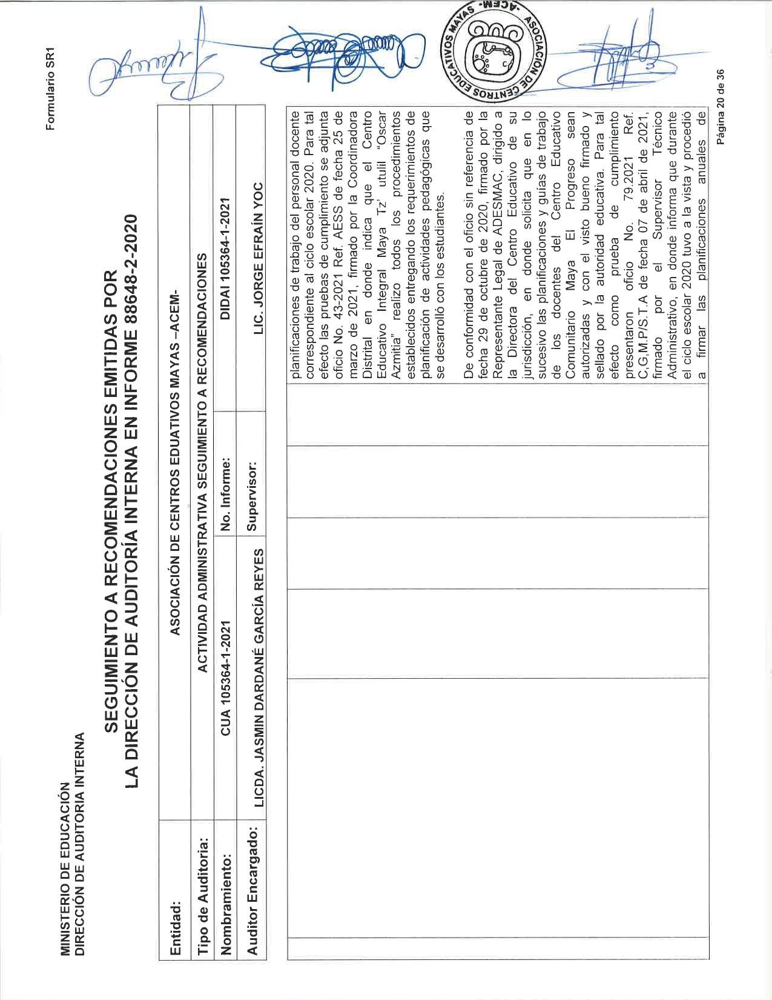 Formulario SR1
MINISTERIO DE EDUCACIÓN
DIRECCIÓN DE AUDITORIA INTERNA
SEGUIMIENTO A RECOMENDACIONES EMITIDAS POR
LA DIRECCIÓN DE AUDITORÍA INTERNA EN INFORME 88648-2-2020
Entidad: ASOCIACIÓN DE CENTROS EDUATIVOS MAYAS –ACEM-
Tipo de Auditoria: ACTIVIDAD ADMINISTRATIVA SEGUIMIENTO A RECOMENDACIONES
Nombramiento: CUA 105364-1-2021 No. Informe: DIDAI 105364-1-2021
Auditor Encargado: LICDA. JASMIN DARDANÉ GARCÍA REYES Supervisor: LIC. JORGE EFRAÍN YOC
planificaciones de trabajo del personal docente
correspondiente al ciclo escolar 2020. Para tal
efecto las pruebas de cumplimiento se adjunta
oficio No. 43-2021 Ref. AESS de fecha 25 de
marzo de 2021, firmado por la Coordinadora
Distrital en donde indica que el Centro
Educativo Integral Maya Tz’ utulil “Oscar
Azmitia” realizo todos los procedimientos
establecidos entregando los requerimientos de
planificación de actividades pedagógicas que
se desarrolló con los estudiantes.
De conformidad con el oficio sin referencia de
fecha 29 de octubre de 2020, firmado por la
Representante Legal de ADESMAC, dirigido a
la Directora del Centro Educativo de su
jurisdicción, en donde solicita que en lo
sucesivo las planificaciones y guías de trabajo
de los docentes del Centro Educativo
Comunitario Maya El Progreso sean
autorizadas y con el visto bueno firmado y
sellado por la autoridad educativa. Para tal
efecto como prueba de cumplimiento
presentaron oficio No. 79.2021 Ref.
C,G,M.P/S.T.A de fecha 07 de abril de 2021,
firmado por el Supervisor Técnico
Administrativo, en donde informa que durante
el ciclo escolar 2020 tuvo a la vista y procedió
a firmar las planificaciones anuales de
ASOCIACIÓN DE CENTROS EDUCATIVOS MAYAS -ACEM-
Página 20 de 36